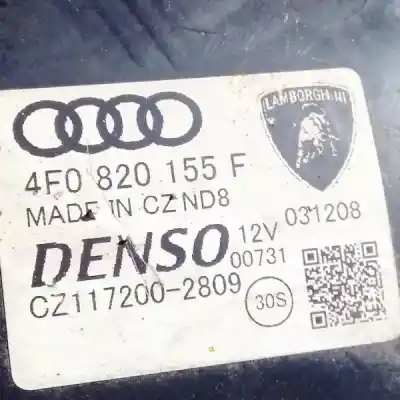 LAMBORGHINI
4F0 820 155 F
MADE IN CZ ND8
031208
DENSO
12V
00731
CZ117200-2809
30S